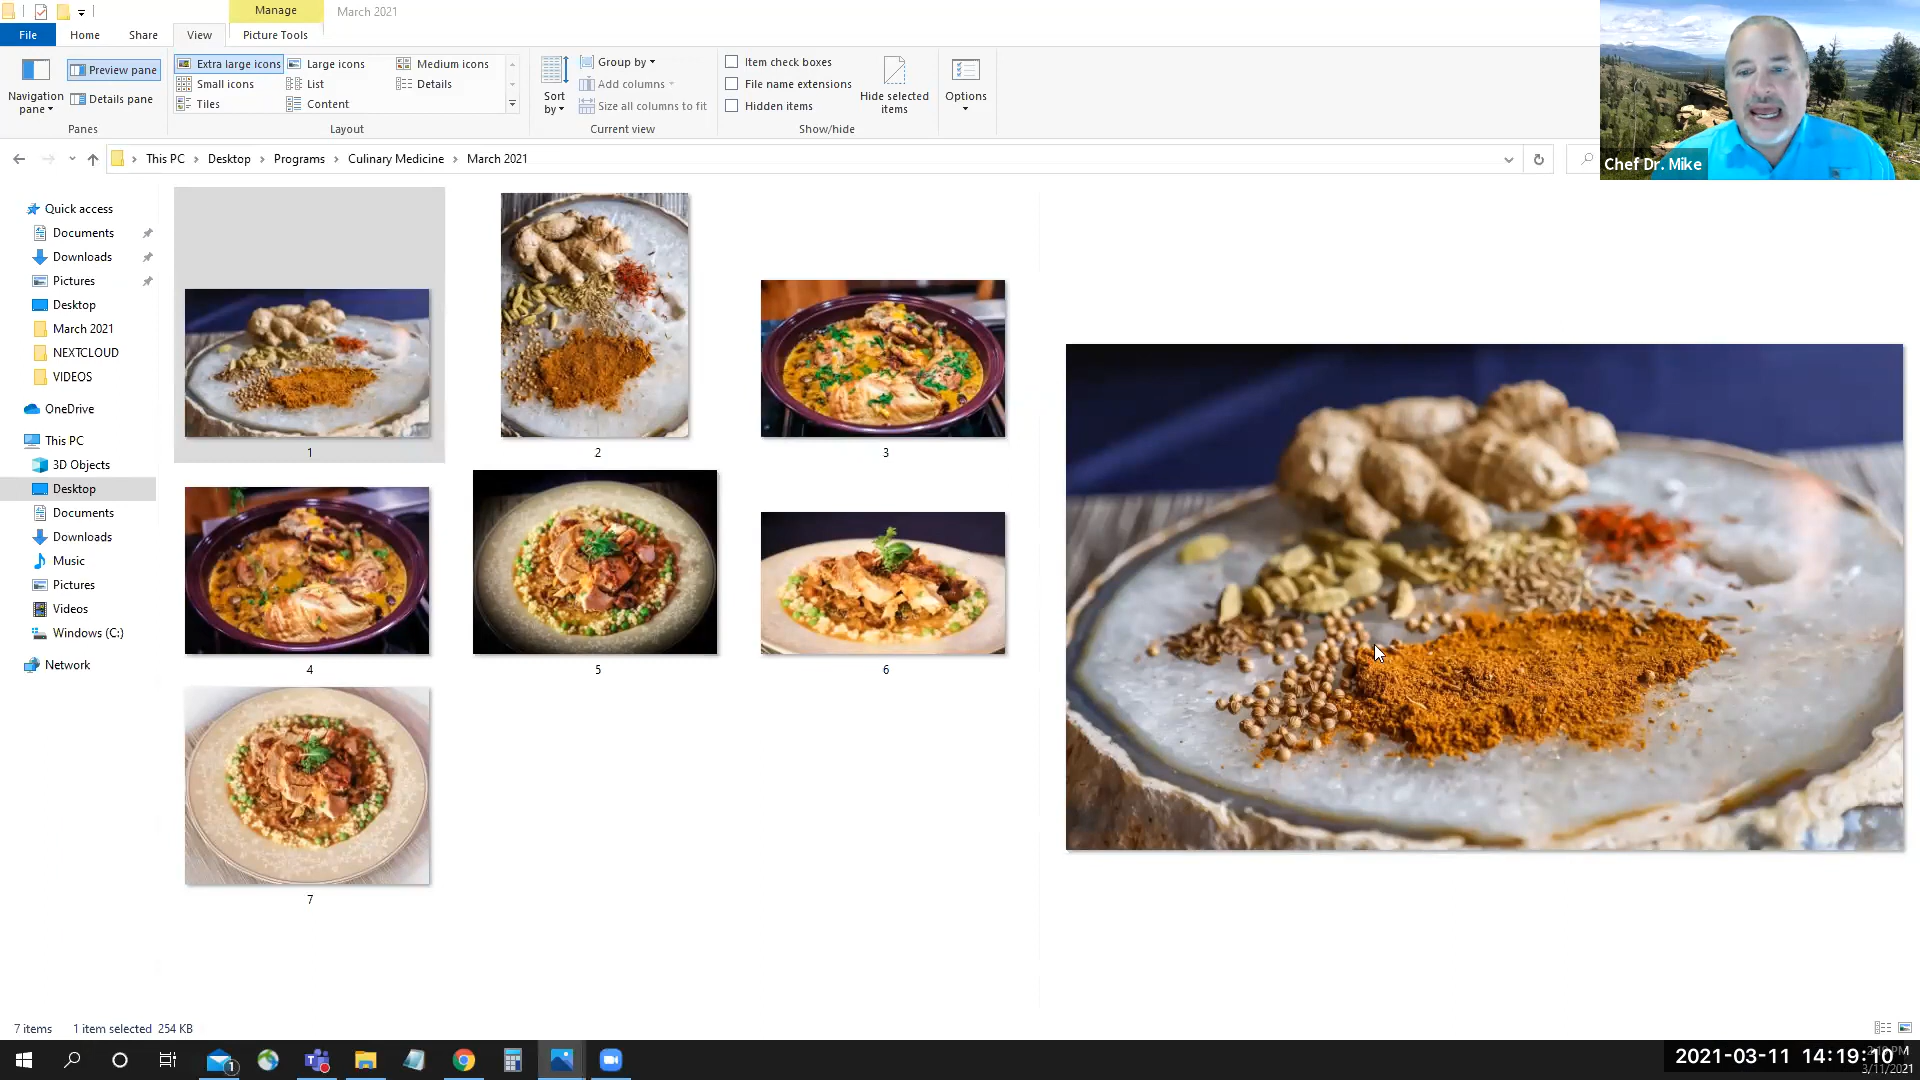 Manage
March 2021
File
Home
Share
View
Picture Tools
Navigation pane
Preview pane
Details pane
Panes
Extra large icons
Large icons
Medium icons
Small icons
List
Details
Tiles
Content
Layout
Sort by
Group by
Add columns
Size all columns to fit
Current view
Item check boxes
File name extensions
Hidden items
Hide selected items
Show/hide
Options
Chef Dr. Mike
This PC > Desktop > Programs > Culinary Medicine > March 2021
Quick access
Documents
Downloads
Pictures
Desktop
March 2021
NEXTCLOUD
VIDEOS
OneDrive
This PC
3D Objects
Desktop
Documents
Downloads
Music
Pictures
Videos
Windows (C:)
Network
1
2
3
4
5
6
7
7 items
1 item selected 254 KB
1
2021-03-11 14:19:10
3/11/2021